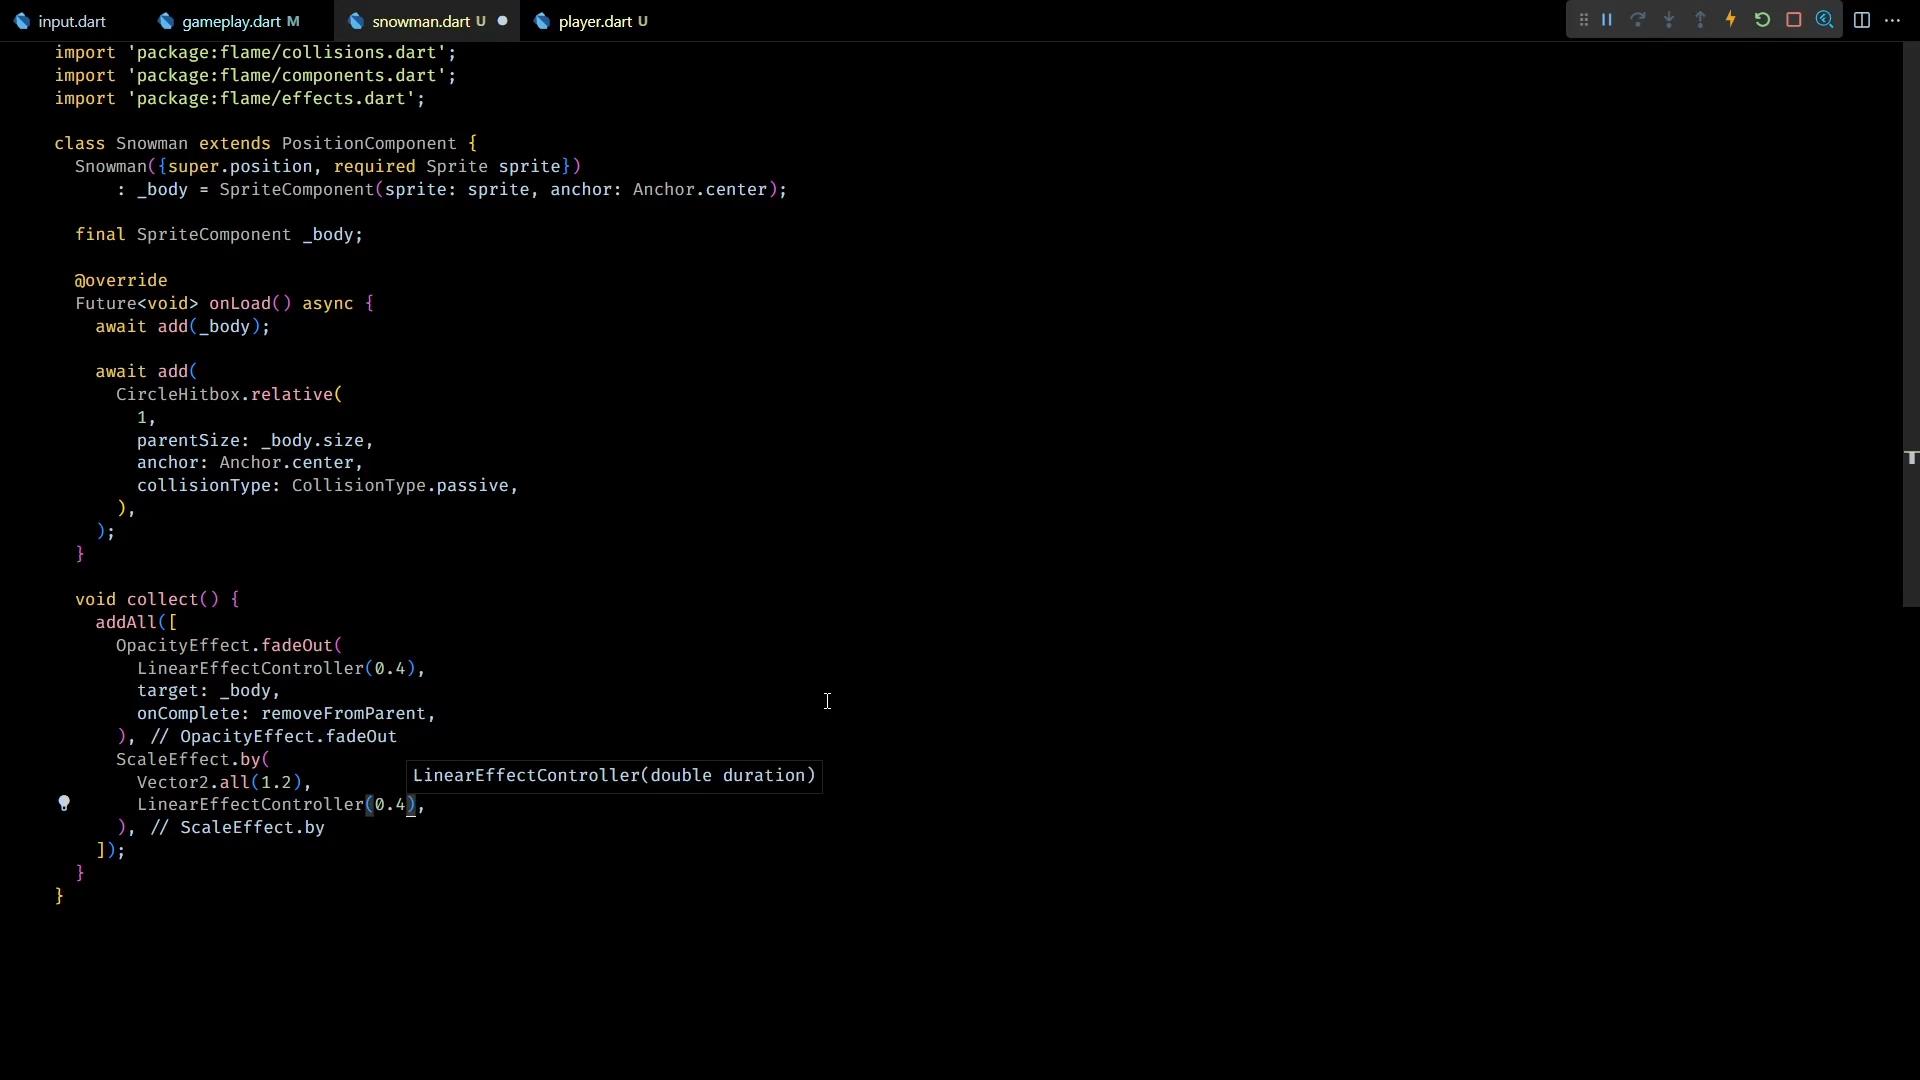 input.dart gameplay.dart M snowman.dart U player.dart U
import 'package:flame/collisions.dart';
import 'package:flame/components.dart';
import 'package:flame/effects.dart';
class Snowman extends PositionComponent {
  Snowman({super.position, required Sprite sprite})
      : _body = SpriteComponent(sprite: sprite, anchor: Anchor.center);
  final SpriteComponent _body;
  @override
  Future<void> onLoad() async {
    await add(_body);
    await add(
      CircleHitbox.relative(
        1,
        parentSize: _body.size,
        anchor: Anchor.center,
        collisionType: CollisionType.passive,
      ),
    );
  }
  void collect() {
    addAll([
      OpacityEffect.fadeOut(
        LinearEffectController(0.4),
        target: _body,
        onComplete: removeFromParent,
      ), // OpacityEffect.fadeOut
      ScaleEffect.by(
LinearEffectController(double duration)
        Vector2.all(1.2),
        LinearEffectController(0.4),
      ), // ScaleEffect.by
    ]);
  }
}